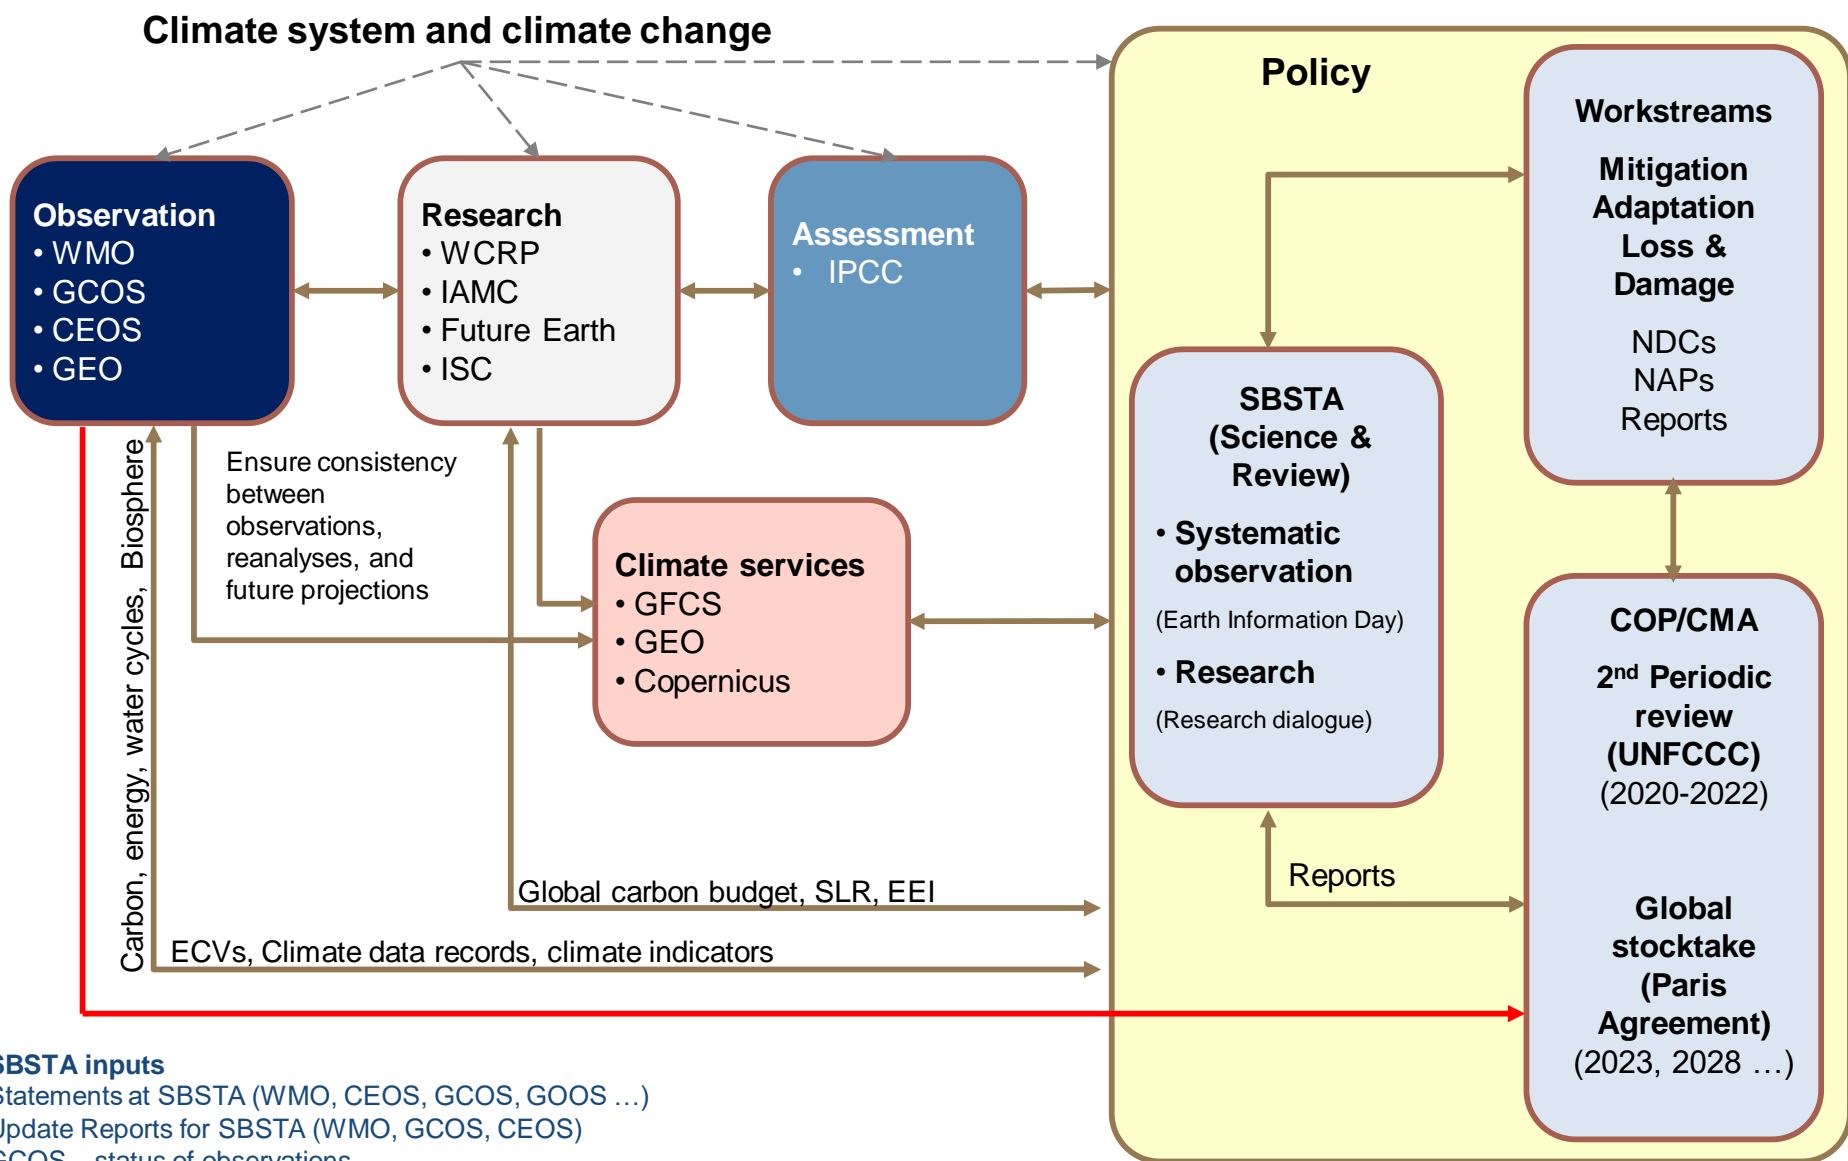 Climate system and climate change
Policy
Observation
• WMO
• GCOS
• CEOS
• GEO
Research
• WCRP
• IAMC
• Future Earth
• ISC
Assessment
• IPCC
Workstreams
Mitigation
Adaptation
Loss &
Damage
NDCs
NAPs
Reports
SBSTA
(Science &
Review)
• Systematic
observation
(Earth Information Day)
• Research
(Research dialogue)
Carbon, energy, water cycles, Biosphere
Ensure consistency
between
observations,
reanalyses, and
future projections
Climate services
• GFCS
• GEO
• Copernicus
COP/CMA
2nd Periodic
review
(UNFCCC)
(2020-2022)
Global
stocktake
(Paris
Agreement)
(2023, 2028 …)
Reports
Global carbon budget, SLR, EEI
ECVs, Climate data records, climate indicators
SBSTA inputs
Statements at SBSTA (WMO, CEOS, GCOS, GOOS …)
Update Reports for SBSTA (WMO, GCOS, CEOS)
GCOS – status of observations